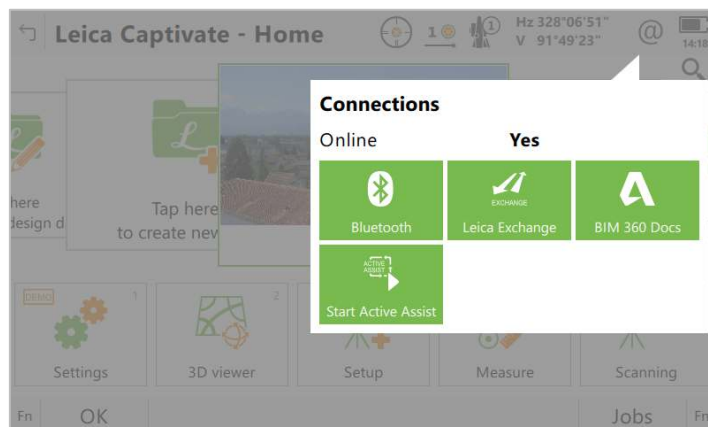 Leica Captivate - Home
1
1
Hz 328°06'51"
V 91°49'23"
@
14:18
Connections
Online Yes
Bluetooth
EXCHANGE
Leica Exchange
BIM 360 Docs
ACTIVE
ASSIST
Start Active Assist
here
design d
Tap here
to create new
DEMO
1
2
Settings
3D viewer
Setup
Measure
Scanning
Fn OK Jobs Fn